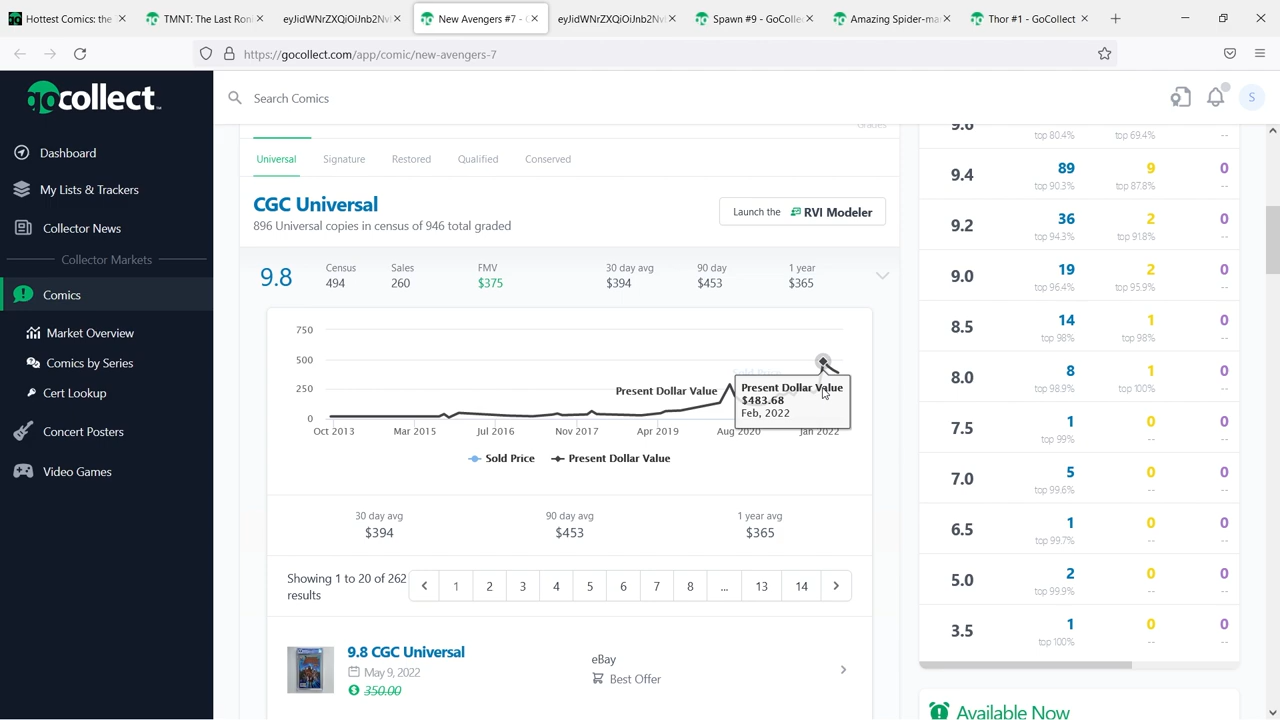 Hottest Comics: the
TMNT: The Last Ron
eyJidWNrZXQiOiJnb2Nv
New Avengers #7 - G
eyJidWNrZXQiOiJnb2Nv
Spawn #9 - GoCollec
Amazing Spider-ma
Thor #1 - GoCollect
https://gocollect.com/app/comic/new-avengers-7
gocollect
Search Comics
S
Dashboard
My Lists & Trackers
Collector News
Collector Markets
Comics
Market Overview
Comics by Series
Cert Lookup
Concert Posters
Video Games
Grades
Universal Signature Restored Qualified Conserved
CGC Universal
896 Universal copies in census of 946 total graded
Launch the RVI Modeler
9.8
Census Sales FMV 30 day avg 90 day 1 year
494 260 $375 $394 $453 $365
750
500
250
0
Sold Price
Present Dollar Value
Present Dollar Value
$483.68
Feb, 2022
Oct 2013 Mar 2015 Jul 2016 Nov 2017 Apr 2019 Aug 2020 Jan 2022
Sold Price Present Dollar Value
30 day avg 90 day avg 1 year avg
$394 $453 $365
Showing 1 to 20 of 262
results
1 2 3 4 5 6 7 8 ... 13 14
9.8 CGC Universal
May 9, 2022
350.00
eBay
Best Offer
9.6
top 80.4% top 69.4% --
9.4 89 9 0
top 90.3% top 87.8% --
9.2 36 2 0
top 94.3% top 91.8% --
9.0 19 2 0
top 96.4% top 95.9% --
8.5 14 1 0
top 98% top 98% --
8.0 8 1 0
top 98.9% top 100% --
7.5 1 0 0
top 99% -- --
7.0 5 0 0
top 99.6% -- --
6.5 1 0 0
top 99.7% -- --
5.0 2 0 0
top 99.9% -- --
3.5 1 0 0
top 100% -- --
Available Now